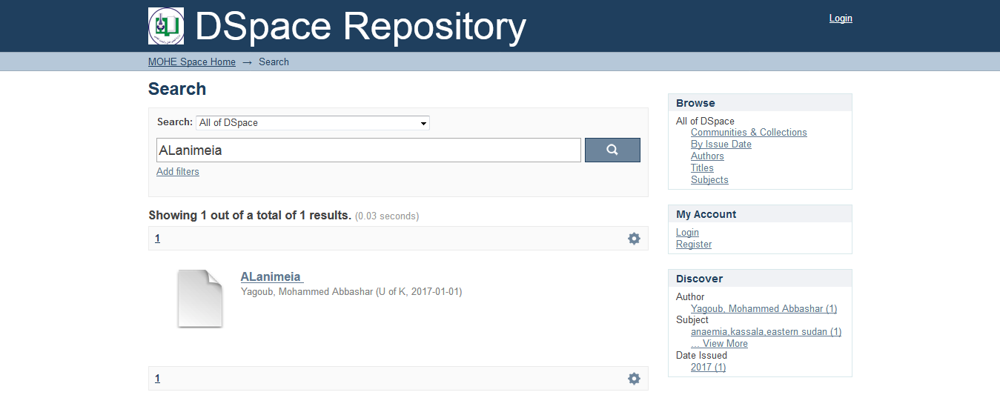 DSpace Repository
Login
MOHE Space Home → Search
Search
Search: All of DSpace
ALanimeia
Add filters
Showing 1 out of a total of 1 results. (0.03 seconds)
1
ALanimeia
Yagoub, Mohammed Abbashar (U of K, 2017-01-01)
1
Browse
All of DSpace
Communities & Collections
By Issue Date
Authors
Titles
Subjects
My Account
Login
Register
Discover
Author
Yagoub, Mohammed Abbashar (1)
Subject
anaemia,kassala,eastern sudan (1)
... View More
Date Issued
2017 (1)